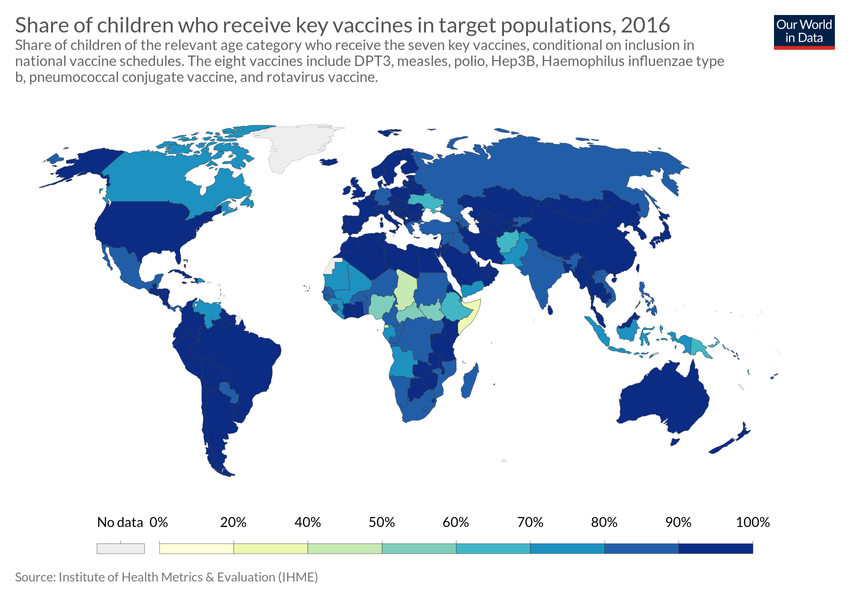 Share of children who receive key vaccines in target populations, 2016
Share of children of the relevant age category who receive the seven key vaccines, conditional on inclusion in
national vaccine schedules. The eight vaccines include DPT3, measles, polio, Hep3B, Haemophilus influenzae type
b, pneumococcal conjugate vaccine, and rotavirus vaccine.
Our World
in Data
No data 0% 20% 40% 50% 60% 70% 80% 90% 100%
Source: Institute of Health Metrics & Evaluation (IHME)